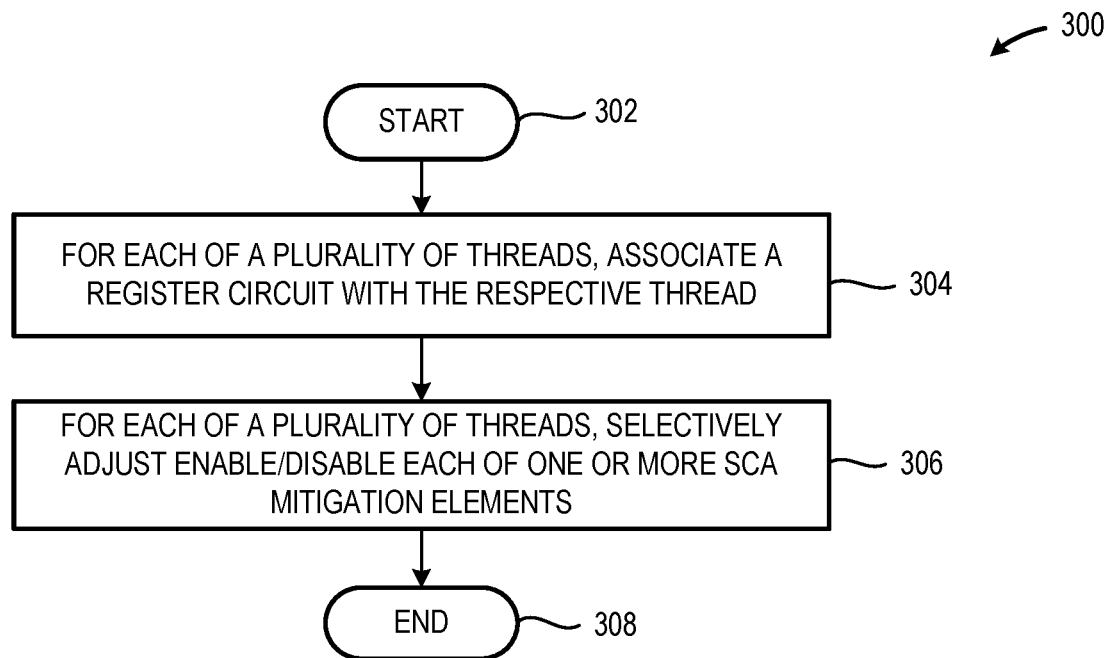 300
START
302
FOR EACH OF A PLURALITY OF THREADS, ASSOCIATE A
REGISTER CIRCUIT WITH THE RESPECTIVE THREAD
304
FOR EACH OF A PLURALITY OF THREADS, SELECTIVELY
ADJUST ENABLE/DISABLE EACH OF ONE OR MORE SCA
MITIGATION ELEMENTS
306
END
308